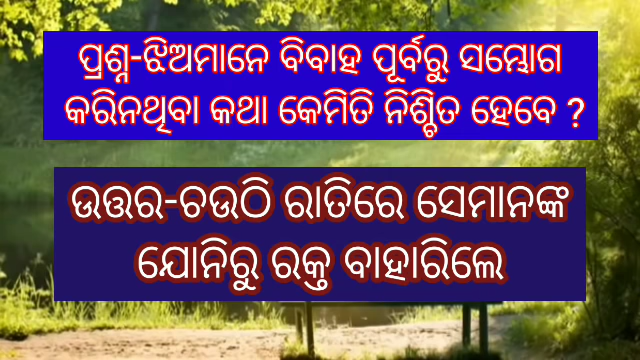 ପ୍ରଶ୍ନ-ଝିଅମାନେ ବିବାହ ପୂର୍ବରୁ ସମ୍ଭୋଗ
କରିନଥିବା କଥା କେମିତି ନିଶ୍ଚିତ ହେବେ ?
ଉତ୍ତର-ଚଉଠି ରାତିରେ ସେମାନଙ୍କ
ଯୋନିରୁ ରକ୍ତ ବାହାରିଲେ